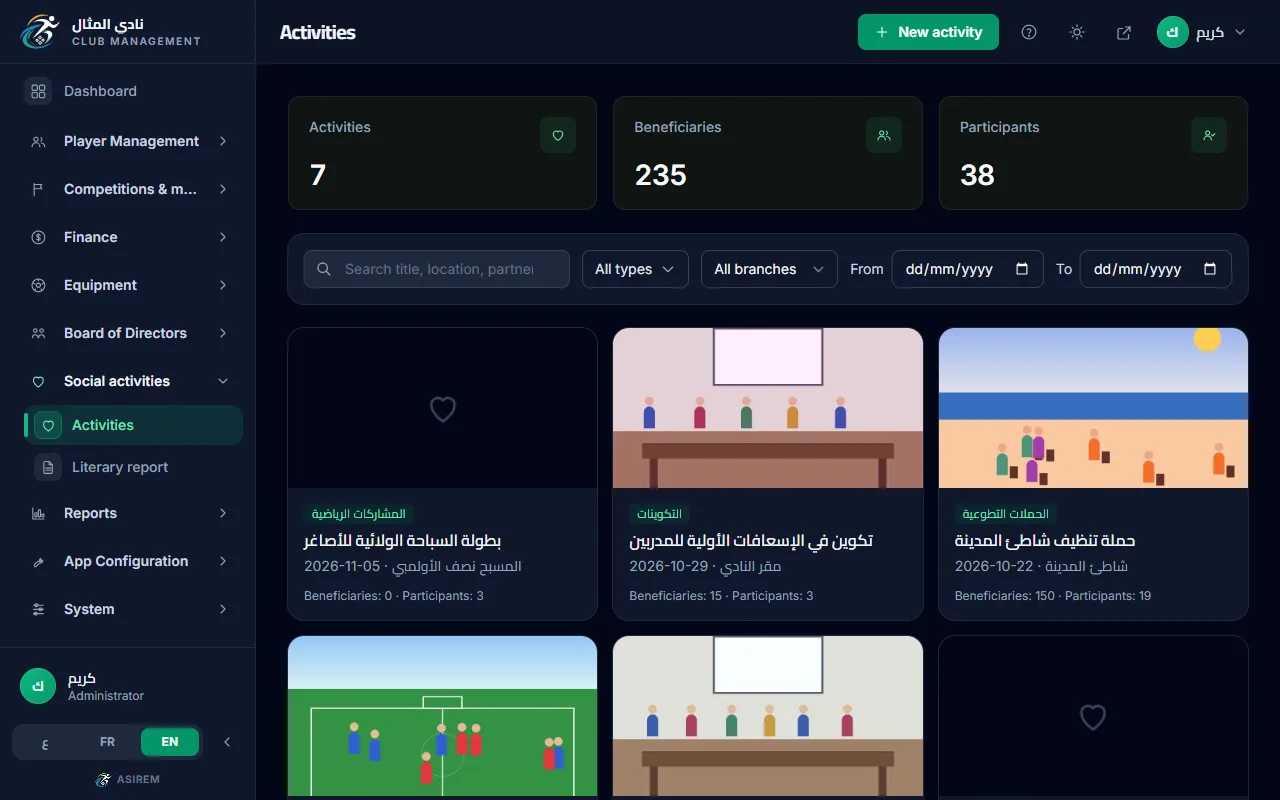 نادي المثال
CLUB MANAGEMENT
Dashboard
Player Management
Competitions & m...
Finance
Equipment
Board of Directors
Social activities
Activities
Literary report
Reports
App Configuration
System
ك
كريم
Administrator
ع
FR
EN
ASIREM
Activities
+ New activity
ك
كريم
Activities
7
Beneficiaries
235
Participants
38
Search title, location, partner
All types
All branches
From
dd/mm/yyyy
To
dd/mm/yyyy
المشاركات الرياضية
بطولة السباحة الولائية للأصاغر
المسبح نصف الأولمبي · 2026-11-05
Beneficiaries: 0 · Participants: 3
التكوينات
تكوين في الإسعافات الأولية للمدربين
مقر النادي · 2026-10-29
Beneficiaries: 15 · Participants: 3
الحملات التطوعية
حملة تنظيف شاطئ المدينة
شاطئ المدينة · 2026-10-22
Beneficiaries: 150 · Participants: 19